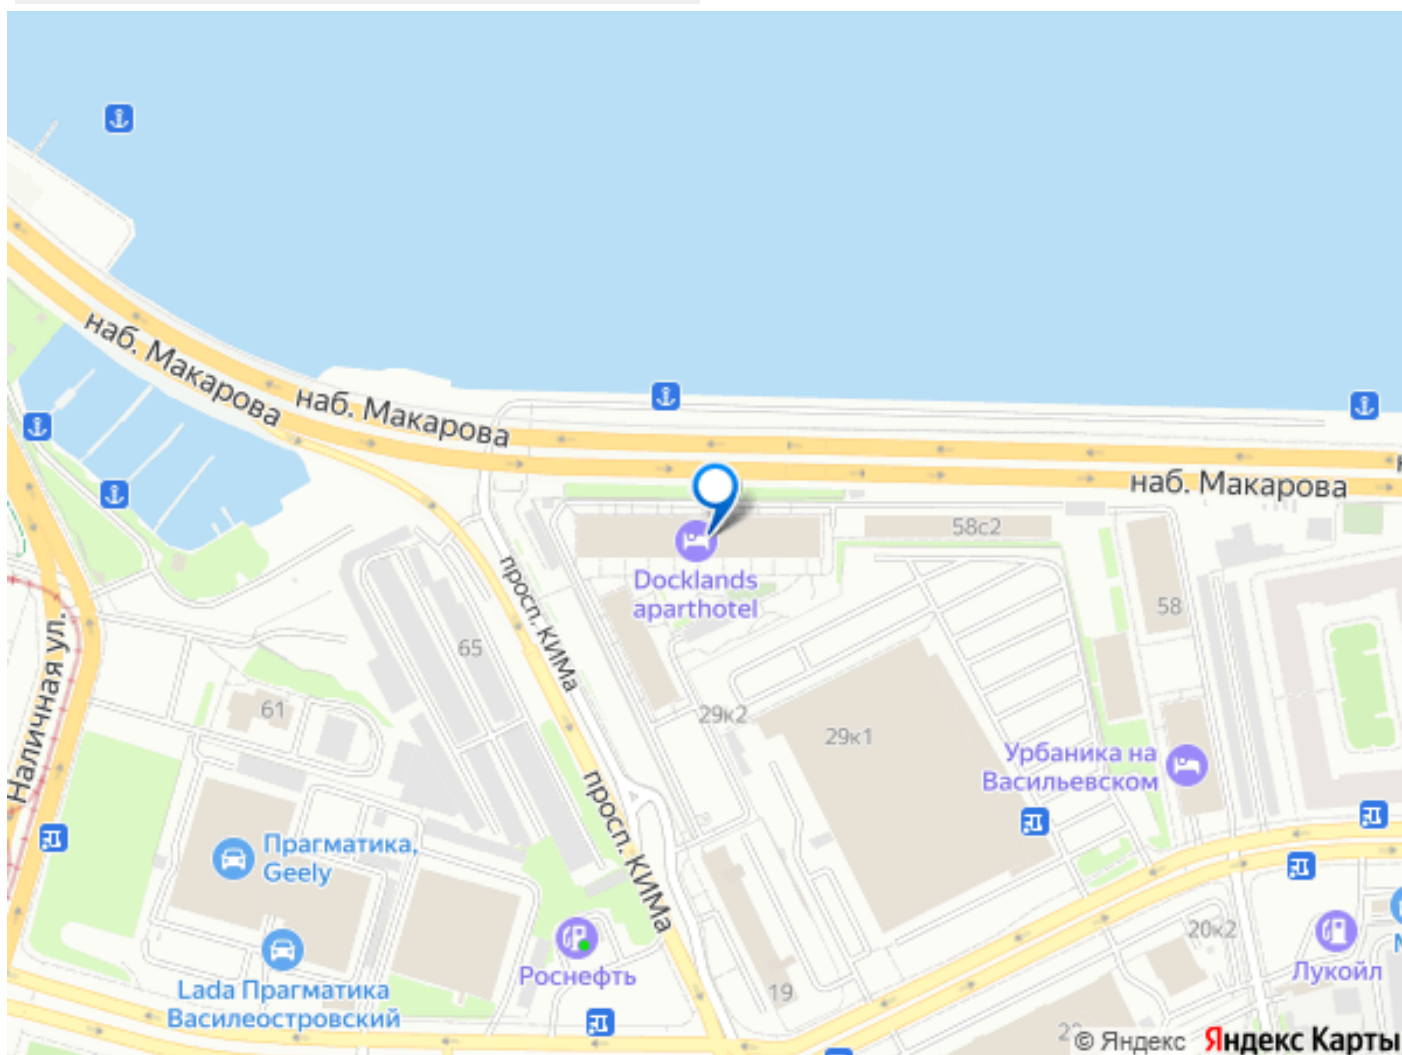 наб. Макарова
наб. Макарова
наб. Макарова
58с2
Docklands
aparthotel
просп. КИМа
58
65
Наличная ул.
61
29к2
29к1
Урбаника на
Васильевском
просп. КИМа
Прагматика,
Geely
20к2
Роснефть
Лукойл
Lada Прагматика
Василеостровский
19
© Яндекс Яндекс Карты